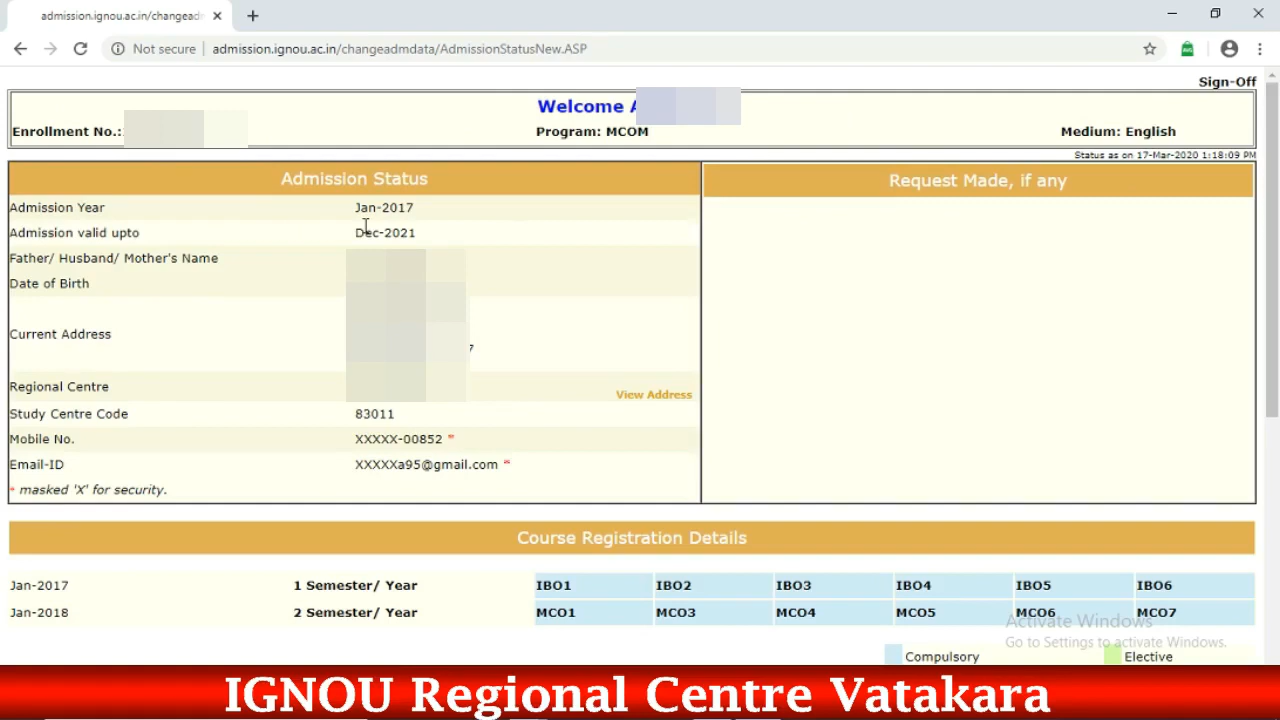 admission.ignou.ac.in/changeadm
Not secure | admission.ignou.ac.in/changeadmdata/AdmissionStatusNew.ASP
Sign-Off
Welcome A
Enrollment No.: Program: MCOM Medium: English
Status as on 17-Mar-2020 1:18:09 PM
Admission Status
Request Made, if any
Admission Year Jan-2017
Admission valid upto Dec-2021
Father/ Husband/ Mother's Name
Date of Birth
Current Address
7
Regional Centre
View Address
Study Centre Code 83011
Mobile No. XXXXX-00852 *
Email-ID XXXXXa95@gmail.com *
* masked 'X' for security.
Course Registration Details
Jan-2017 1 Semester/ Year IBO1 IBO2 IBO3 IBO4 IBO5 IBO6
Jan-2018 2 Semester/ Year MCO1 MCO3 MCO4 MCO5 MCO6 MCO7
Activate Windows
Go to Settings to activate Windows.
Compulsory Elective
IGNOU Regional Centre Vatakara